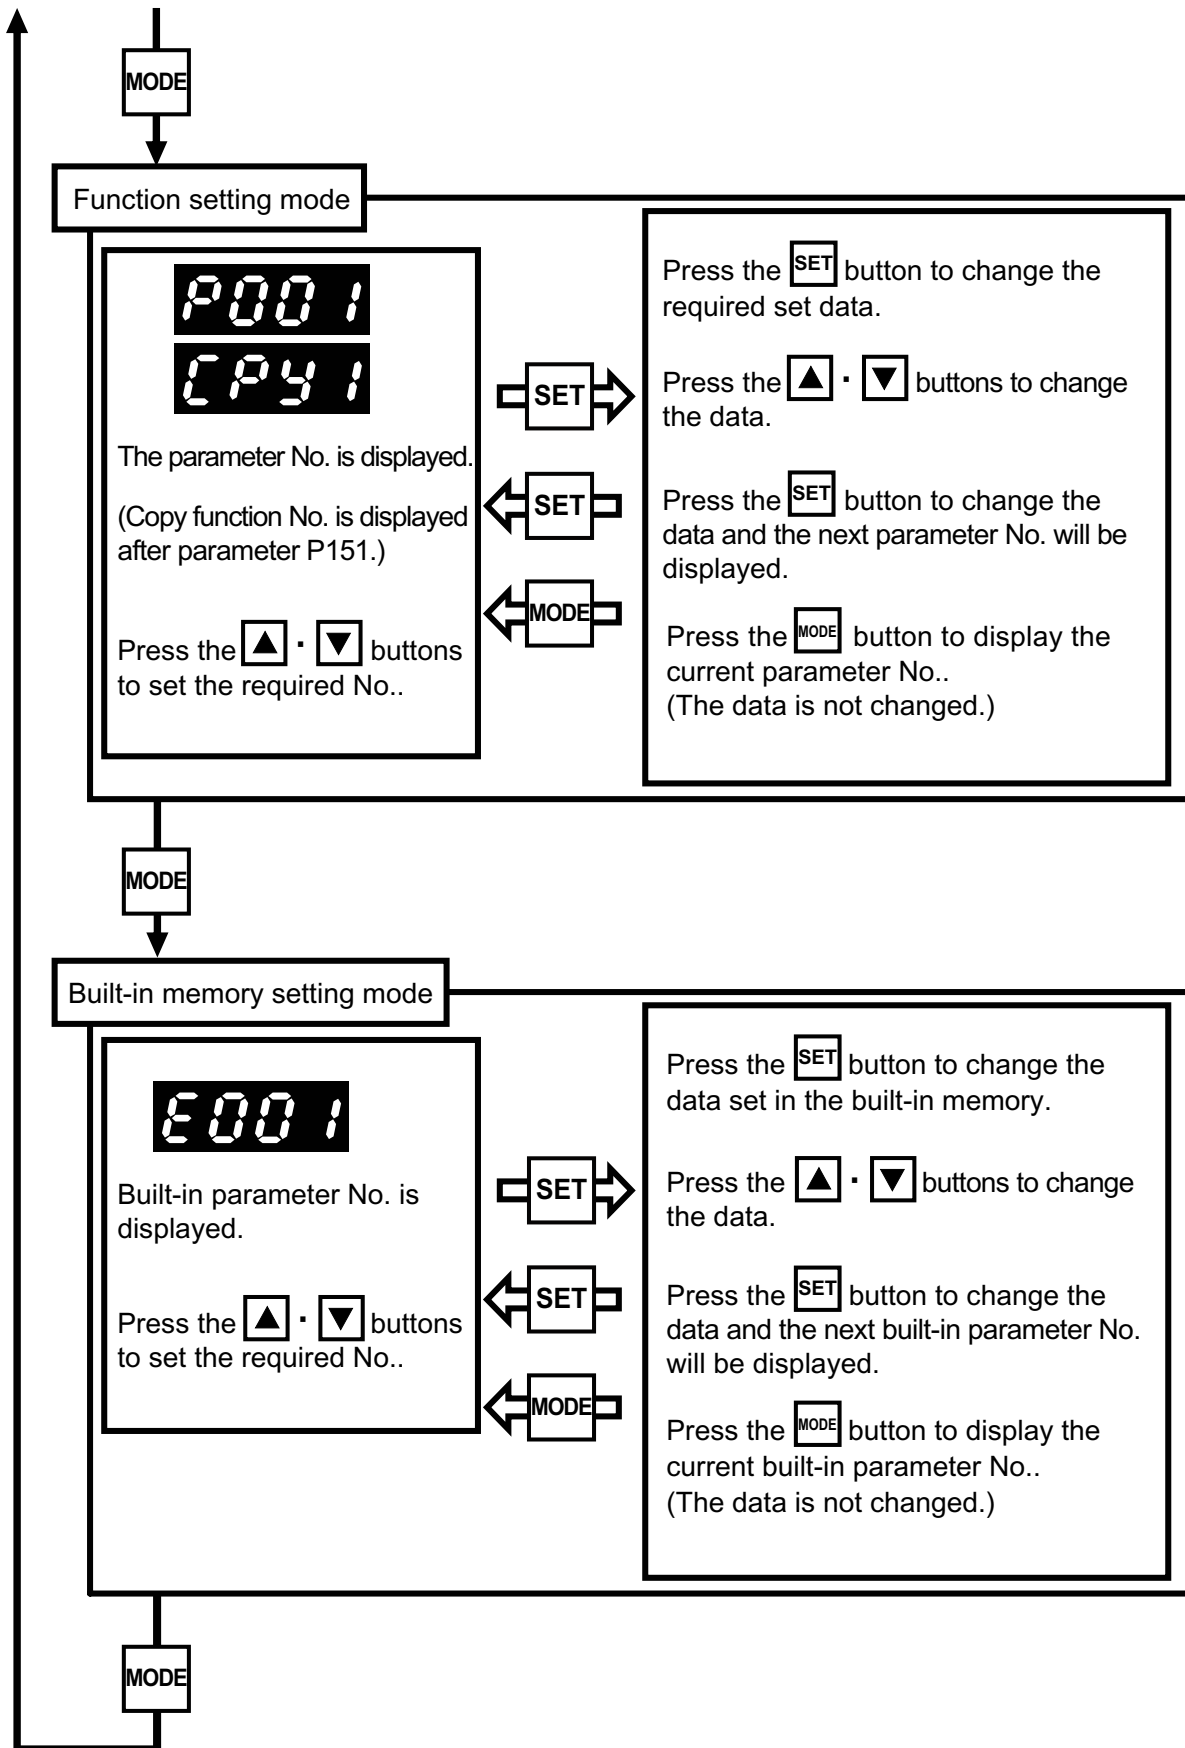 MODE
Function setting mode
P001
CPY1
The parameter No. is displayed.
(Copy function No. is displayed
after parameter P151.)
Press the ▲ · ▼ buttons
to set the required No..
SET
SET
MODE
Press the SET button to change the
required set data.
Press the ▲ · ▼ buttons to change
the data.
Press the SET button to change the
data and the next parameter No. will be
displayed.
Press the MODE button to display the
current parameter No..
(The data is not changed.)
MODE
Built-in memory setting mode
E001
Built-in parameter No. is
displayed.
Press the ▲ · ▼ buttons
to set the required No..
SET
SET
MODE
Press the SET button to change the
data set in the built-in memory.
Press the ▲ · ▼ buttons to change
the data.
Press the SET button to change the
data and the next built-in parameter No.
will be displayed.
Press the MODE button to display the
current built-in parameter No..
(The data is not changed.)
MODE